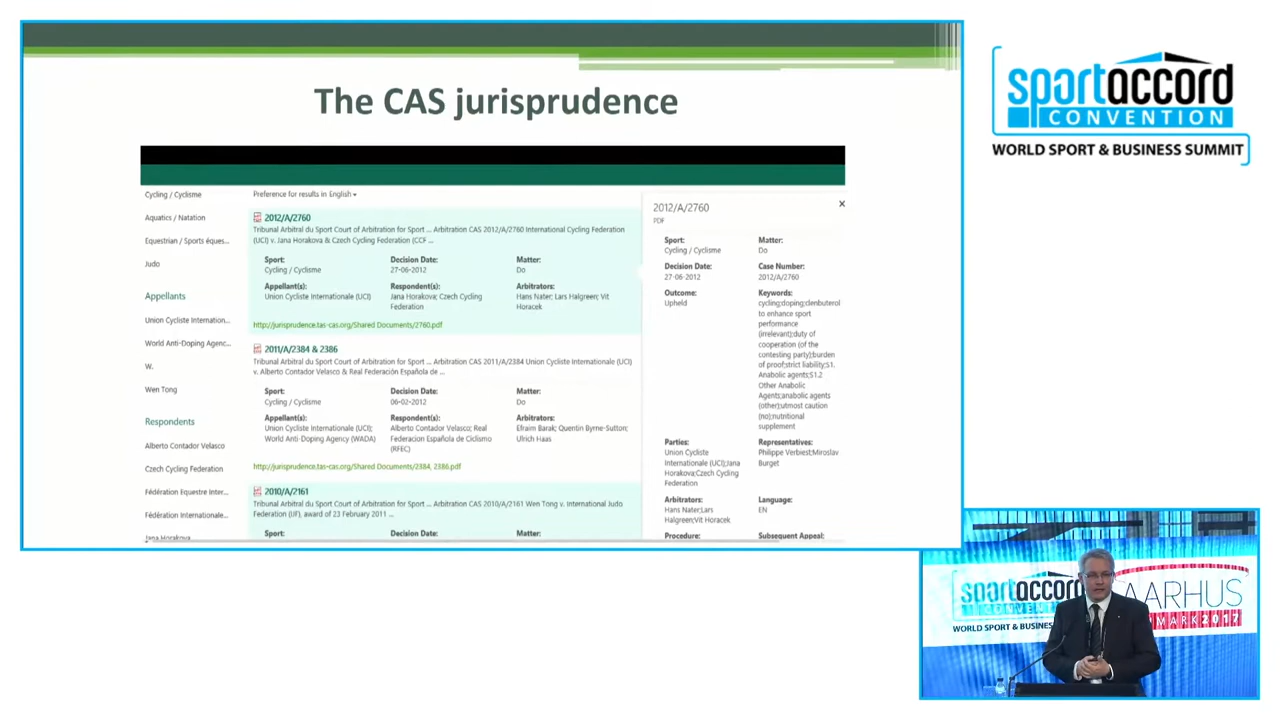 The CAS jurisprudence
Cycling / Cyclisme
Aquatics / Natation
Equestrian / Sports éques...
Judo
Appellants
Union Cycliste Internation...
World Anti-Doping Agenc...
W.
Wen Tong
Respondents
Alberto Contador Velasco
Czech Cycling Federation
Fédération Equestre Inter...
Fédération Internationale...
Jana Horakova
Preference for results in English
2012/A/2760
Tribunal Arbitral du Sport Court of Arbitration for Sport ... Arbitration CAS 2012/A/2760 International Cycling Federation
(UCI) v. Jana Horakova & Czech Cycling Federation (CCF ...
Sport: Decision Date: Matter:
Cycling / Cyclisme 27-06-2012 Do
Appellant(s): Respondent(s): Arbitrators:
Union Cycliste Internationale (UCI) Jana Horakova; Czech Cycling Hans Nater; Lars Halgreen; Vit
Federation Horacek
http://jurisprudence.tas-cas.org/Shared Documents/2760.pdf
2011/A/2384 & 2386
Tribunal Arbitral du Sport Court of Arbitration for Sport ... Arbitration CAS 2011/A/2384 Union Cycliste Internationale (UCI)
v. Alberto Contador Velasco & Real Federación Española de ...
Sport: Decision Date: Matter:
Cycling / Cyclisme 06-02-2012 Do
Appellant(s): Respondent(s): Arbitrators:
Union Cycliste Internationale (UCI); Alberto Contador Velasco; Real Efraim Barak; Quentin Byrne-Sutton;
World Anti-Doping Agency (WADA) Federacion Española de Ciclismo Ulrich Haas
(RFEC)
http://jurisprudence.tas-cas.org/Shared Documents/2384, 2386.pdf
2010/A/2161
Tribunal Arbitral du Sport Court of Arbitration for Sport ... Arbitration CAS 2010/A/2161 Wen Tong v. International Judo
Federation (IJF), award of 23 February 2011 ...
Sport: Decision Date: Matter:
2012/A/2760
PDF
Sport: Matter:
Cycling / Cyclisme Do
Decision Date: Case Number:
27-06-2012 2012/A/2760
Outcome: Keywords:
Upheld cycling;doping;clenbuterol
to enhance sport
performance
(irrelevant);duty of
cooperation (of the
contesting party);burden
of proof;strict liability;S1.
Anabolic agents;S1.2
Other Anabolic
Agents;anabolic agents
(other);utmost caution
(no);nutritional
supplement
Parties: Representatives:
Union Cycliste Philippe Verbiest;Miroslav
Internationale (UCI);Jana Burget
Horakova;Czech Cycling
Federation
Arbitrators: Language:
Hans Nater;Lars EN
Halgreen;Vit Horacek
Procedure: Subsequent Appeal:
sportaccord
CONVENTION
WORLD SPORT & BUSINESS SUMMIT
sportaccord
AARHUS
WORLD SPORT & BUSINESS
MARK2017